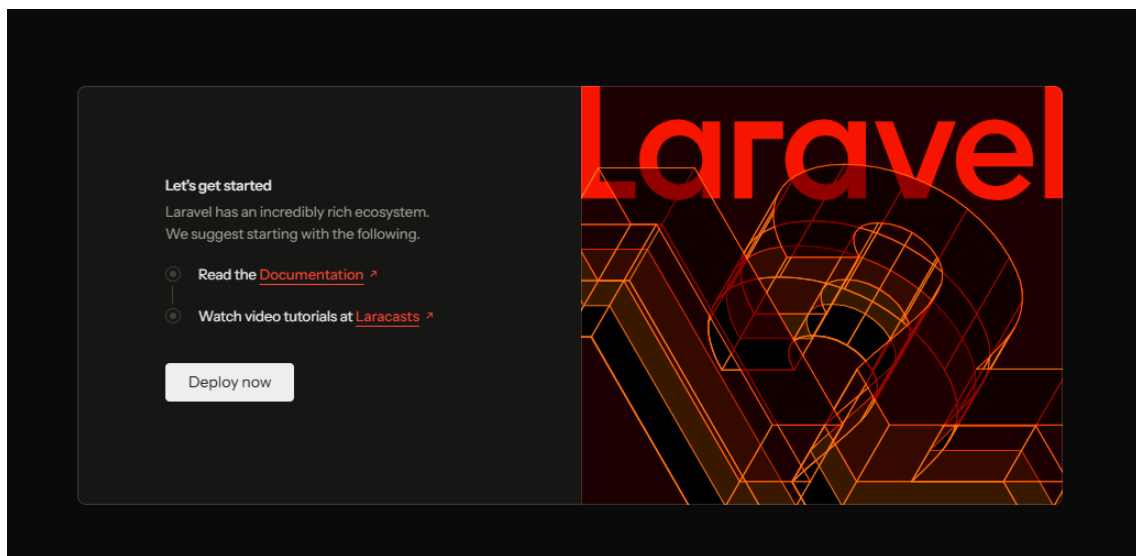 Laravel
Let's get started
Laravel has an incredibly rich ecosystem.
We suggest starting with the following.
Read the Documentation ↗
Watch video tutorials at Laracasts ↗
Deploy now